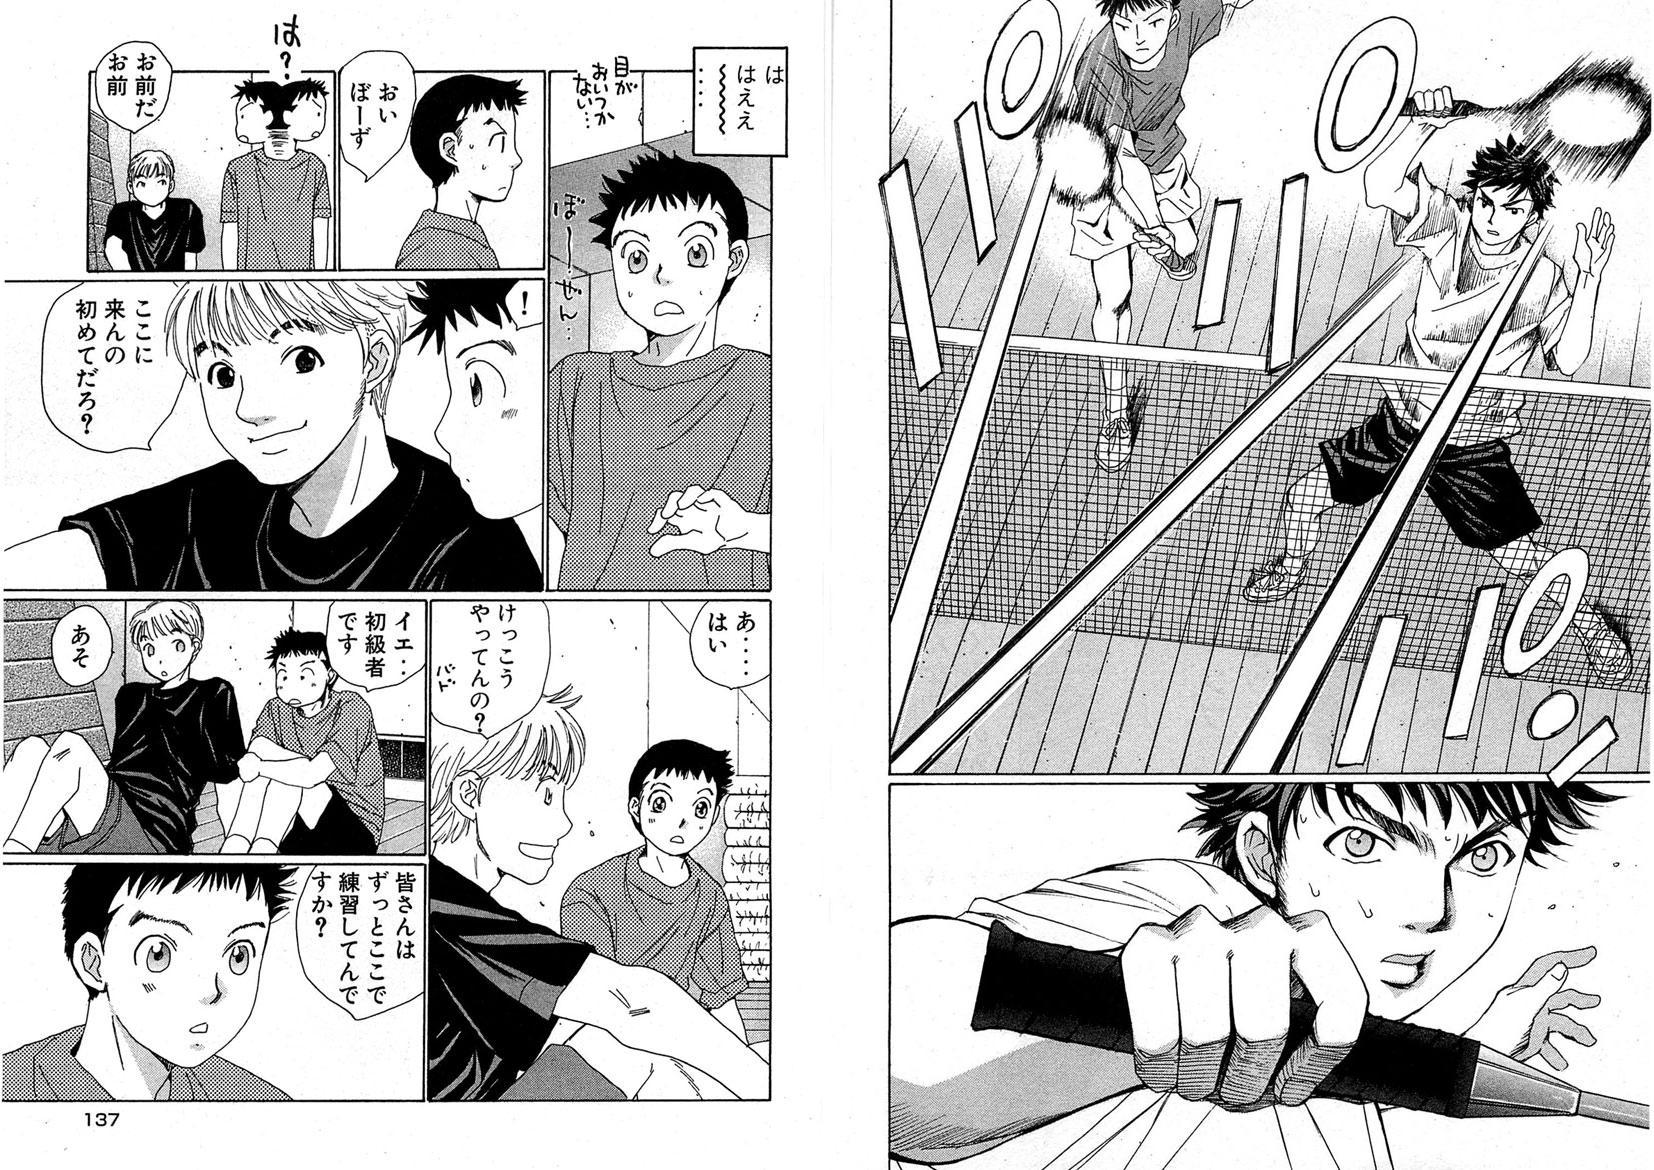 は
はええ
〜〜〜
‥‥
目が
おいつか
ない…
ぼ〜ぜん…
おい
ぼーず
は?
お前だ
お前
!
ここに
来んの
初めてだろ?
あ‥‥
はい
けっこう
やってんの?
バド
イエ‥
初級者
です
あそ
皆さんは
ずっとここで
練習してんで
すか?
137